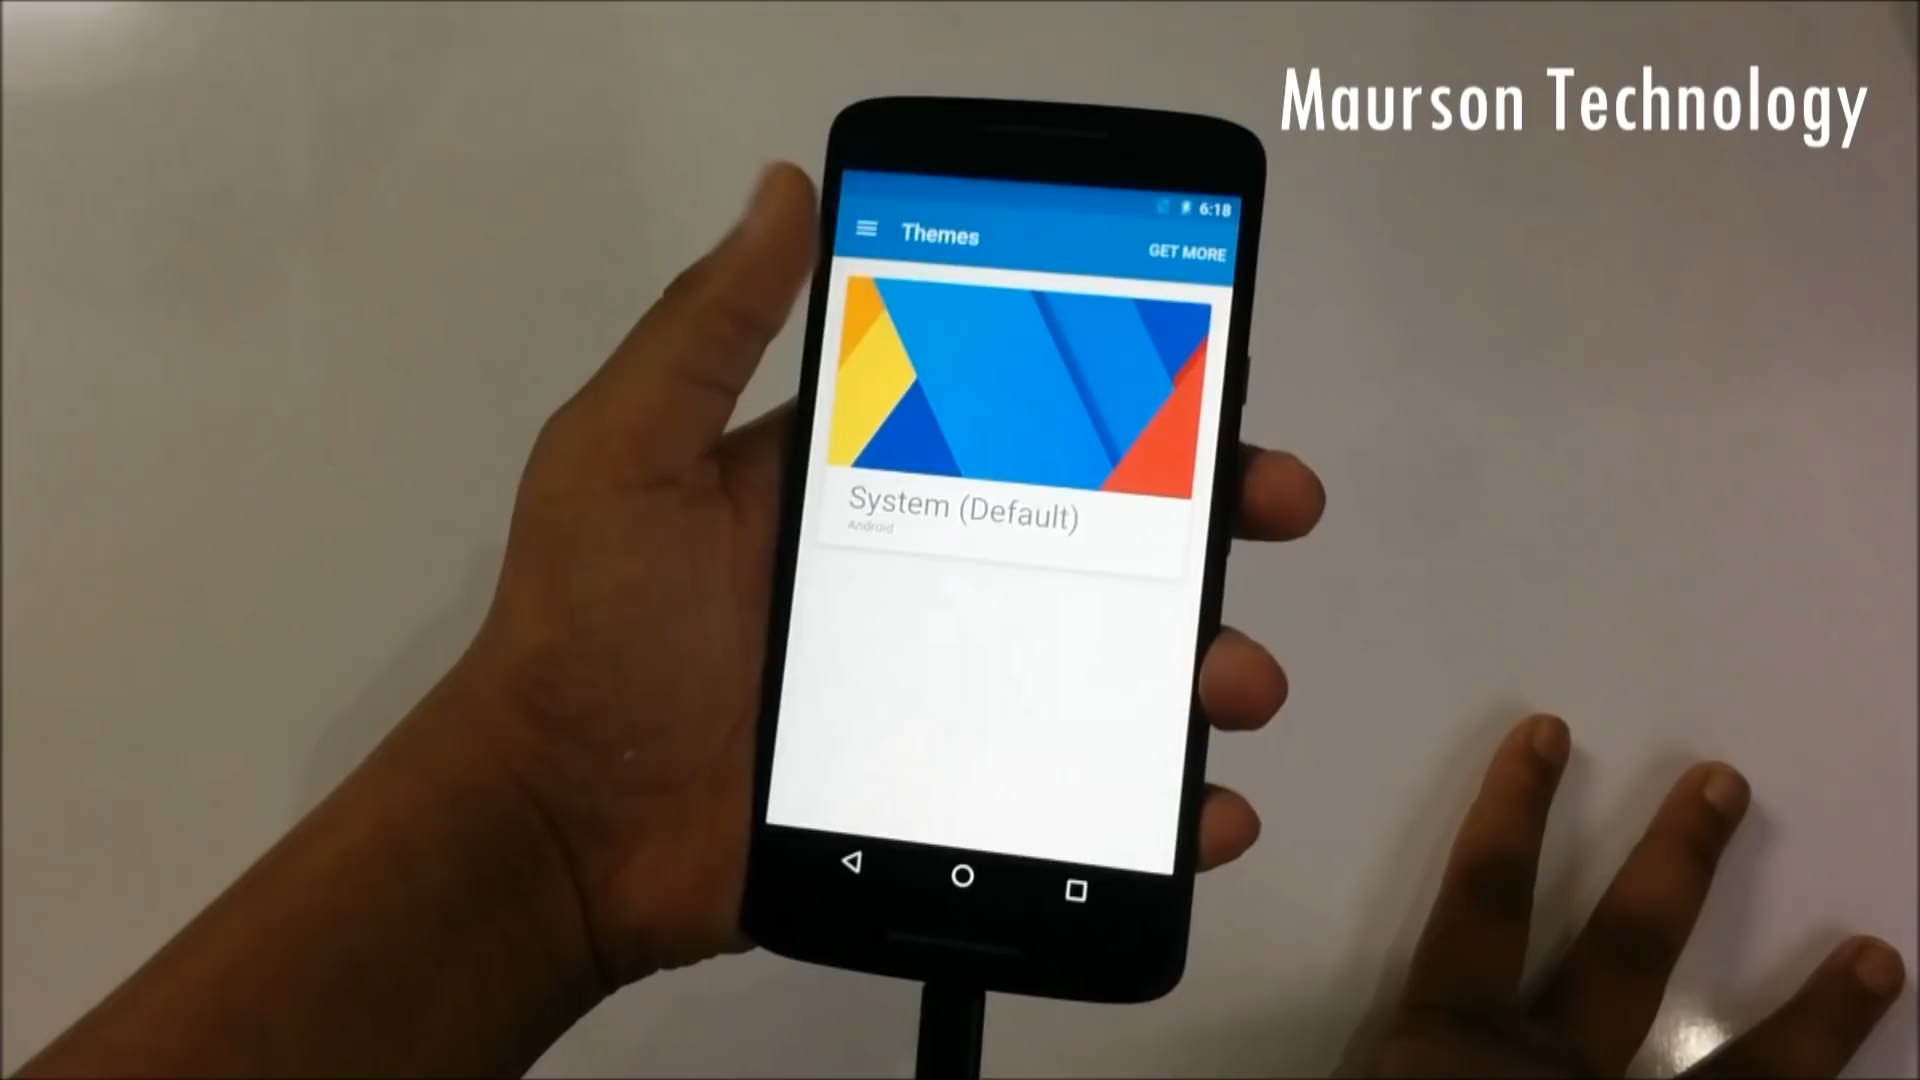 Maurson Technology
6:18
Themes
GET MORE
System (Default)
Android